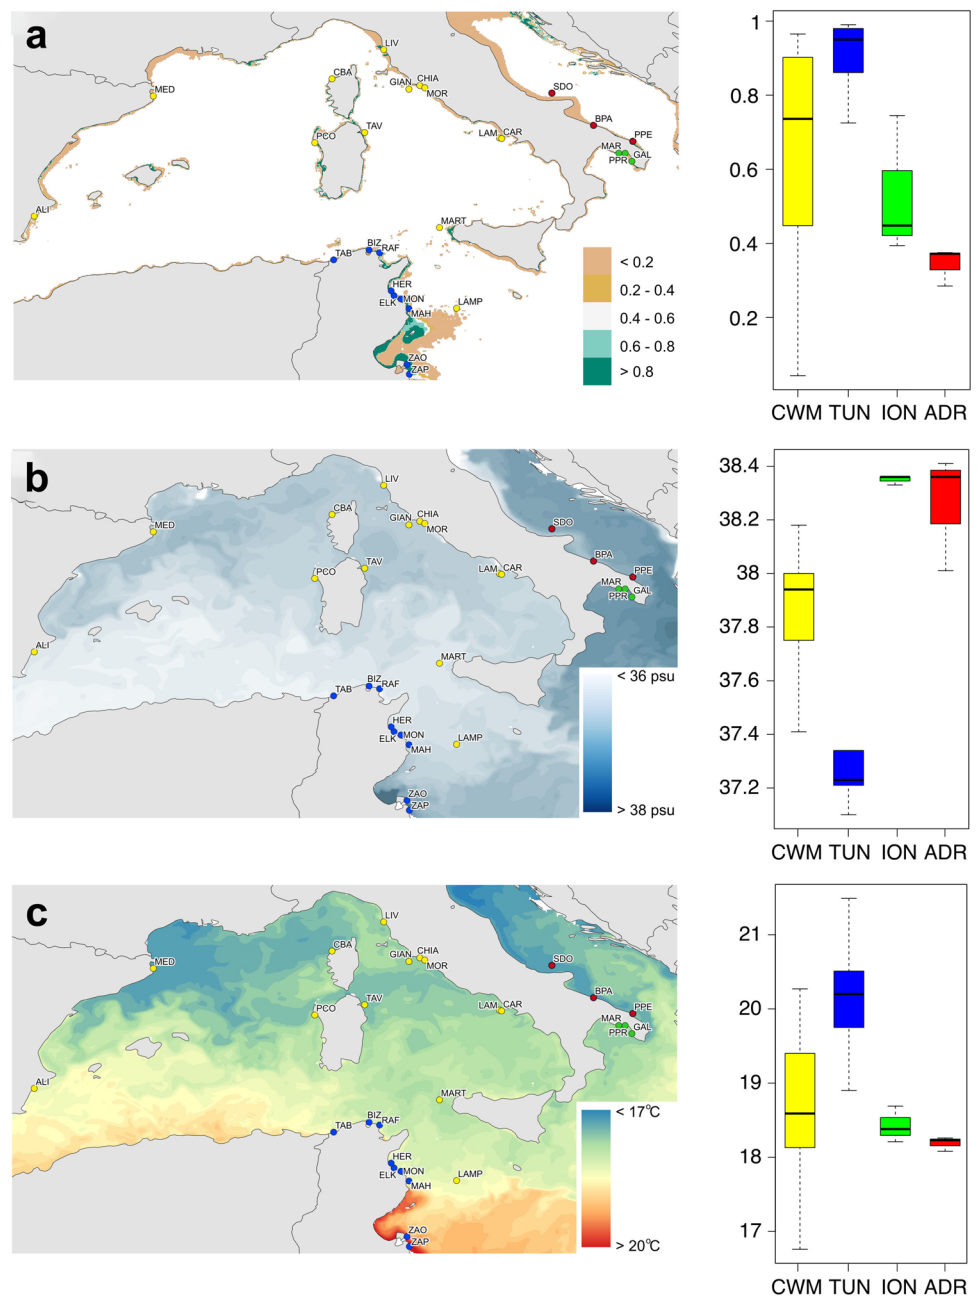 a
LIV
CBA
GIAN
CHIA
MOR
MED
SDO
BPA
PPE
MAR
GAL
PPR
LAM
CAR
PCO
TAV
ALI
MART
TAB
BIZ
RAF
HER
ELK
MON
MAH
LAMP
ZAO
ZAP
< 0.2
0.2 - 0.4
0.4 - 0.6
0.6 - 0.8
> 0.8
1
0.8
0.6
0.4
0.2
CWM TUN ION ADR
b
LIV
CBA
GIAN
CHIA
MOR
MED
SDO
BPA
PPE
MAR
GAL
PPR
LAM
CAR
PCO
TAV
ALI
MART
TAB
BIZ
RAF
HER
ELK
MON
MAH
LAMP
ZAO
ZAP
< 36 psu
> 38 psu
38.4
38.2
38
37.8
37.6
37.4
37.2
CWM TUN ION ADR
c
LIV
CBA
GIAN
CHIA
MOR
MED
SDO
BPA
PPE
MAR
GAL
PPR
LAM
CAR
PCO
TAV
ALI
MART
TAB
BIZ
RAF
HER
ELK
MON
MAH
LAMP
ZAO
ZAP
< 17°C
> 20°C
21
20
19
18
17
CWM TUN ION ADR